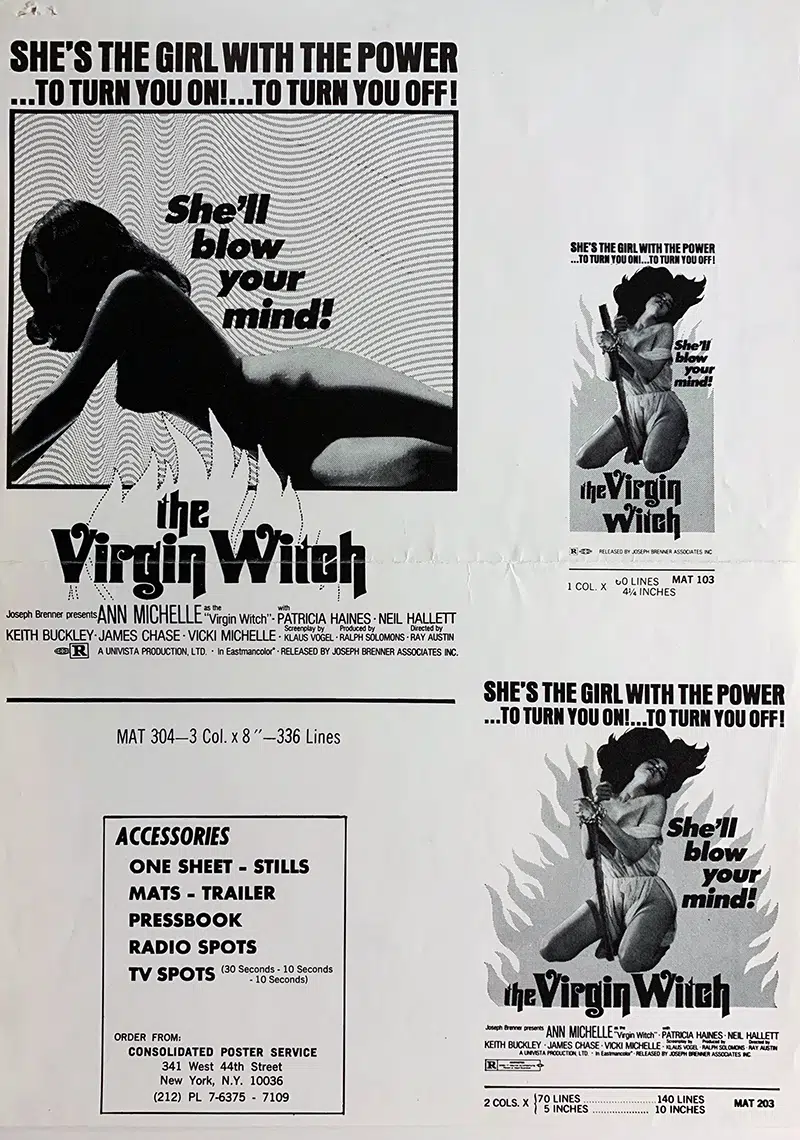 SHE'S THE GIRL WITH THE POWER
...TO TURN YOU ON!...TO TURN YOU OFF!
She'll
blow
your
mind!
the
Virgin Witch
Joseph Brenner presents ANN MICHELLE as the "Virgin Witch" · with PATRICIA HAINES · NEIL HALLETT
KEITH BUCKLEY · JAMES CHASE · VICKI MICHELLE · Screenplay by KLAUS VOGEL · Produced by RALPH SOLOMONS · Directed by RAY AUSTIN
R A UNIVISTA PRODUCTION, LTD. · In Eastmancolor · RELEASED BY JOSEPH BRENNER ASSOCIATES INC.
MAT 304—3 Col. x 8"—336 Lines
ACCESSORIES
ONE SHEET - STILLS
MATS - TRAILER
PRESSBOOK
RADIO SPOTS
TV SPOTS (30 Seconds - 10 Seconds
- 10 Seconds)
ORDER FROM:
CONSOLIDATED POSTER SERVICE
341 West 44th Street
New York, N.Y. 10036
(212) PL 7-6375 - 7109
SHE'S THE GIRL WITH THE POWER
...TO TURN YOU ON!...TO TURN YOU OFF!
She'll
blow
your
mind!
the Virgin
Witch
R RELEASED BY JOSEPH BRENNER ASSOCIATES INC
1 COL. X 60 LINES MAT 103
4¼ INCHES
SHE'S THE GIRL WITH THE POWER
...TO TURN YOU ON!...TO TURN YOU OFF!
She'll
blow
your
mind!
the Virgin Witch
Joseph Brenner presents ANN MICHELLE as the "Virgin Witch" · with PATRICIA HAINES · NEIL HALLETT
KEITH BUCKLEY · JAMES CHASE · VICKI MICHELLE · Screenplay by KLAUS VOGEL · Produced by RALPH SOLOMONS · Directed by RAY AUSTIN
A UNIVISTA PRODUCTION, LTD. · In Eastmancolor · RELEASED BY JOSEPH BRENNER ASSOCIATES INC.
R
2 COLS. X 70 LINES ........ 140 LINES
5 INCHES ........ 10 INCHES
MAT 203